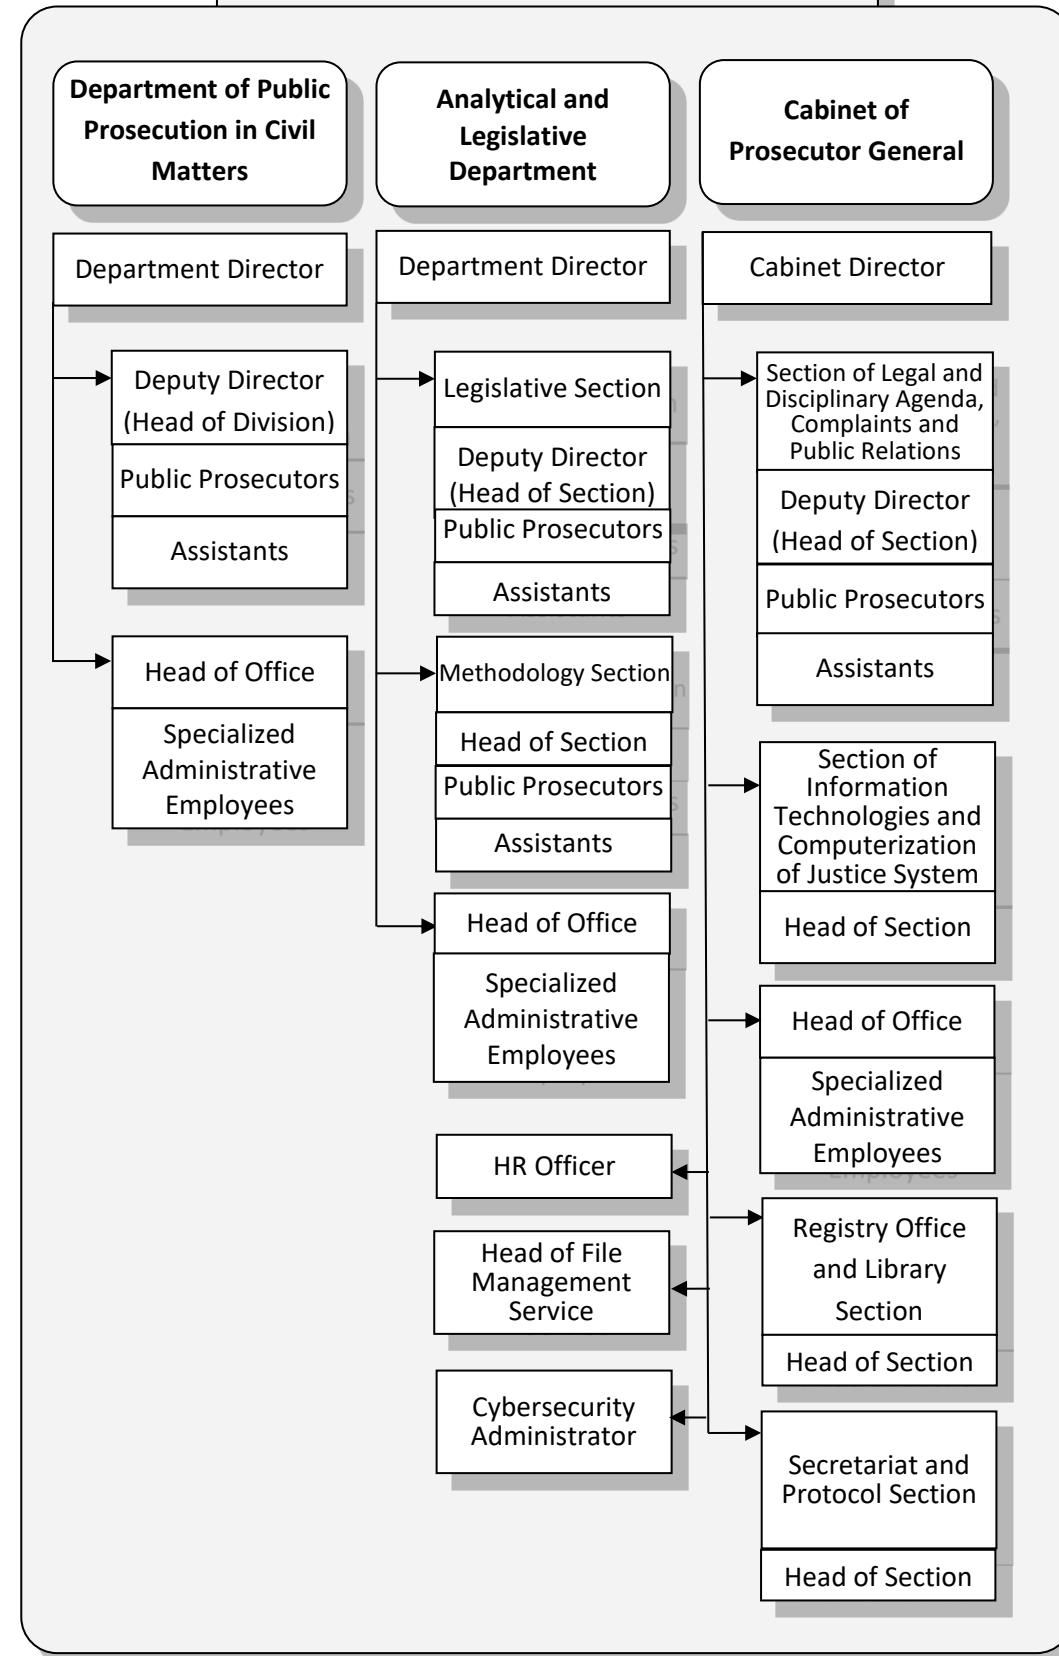 Department of Public
Prosecution in Civil
Matters
Department Director
Deputy Director
(Head of Division)
Public Prosecutors
Assistants
Head of Office
Specialized
Administrative
Employees
Analytical and
Legislative
Department
Department Director
Legislative Section
Deputy Director
(Head of Section)
Public Prosecutors
Assistants
Methodology Section
Head of Section
Public Prosecutors
Assistants
Head of Office
Specialized
Administrative
Employees
HR Officer
Head of File
Management
Service
Cybersecurity
Administrator
Cabinet of
Prosecutor General
Cabinet Director
Section of Legal and
Disciplinary Agenda,
Complaints and
Public Relations
Deputy Director
(Head of Section)
Public Prosecutors
Assistants
Section of
Information
Technologies and
Computerization
of Justice System
Head of Section
Head of Office
Specialized
Administrative
Employees
Registry Office
and Library
Section
Head of Section
Secretariat and
Protocol Section
Head of Section